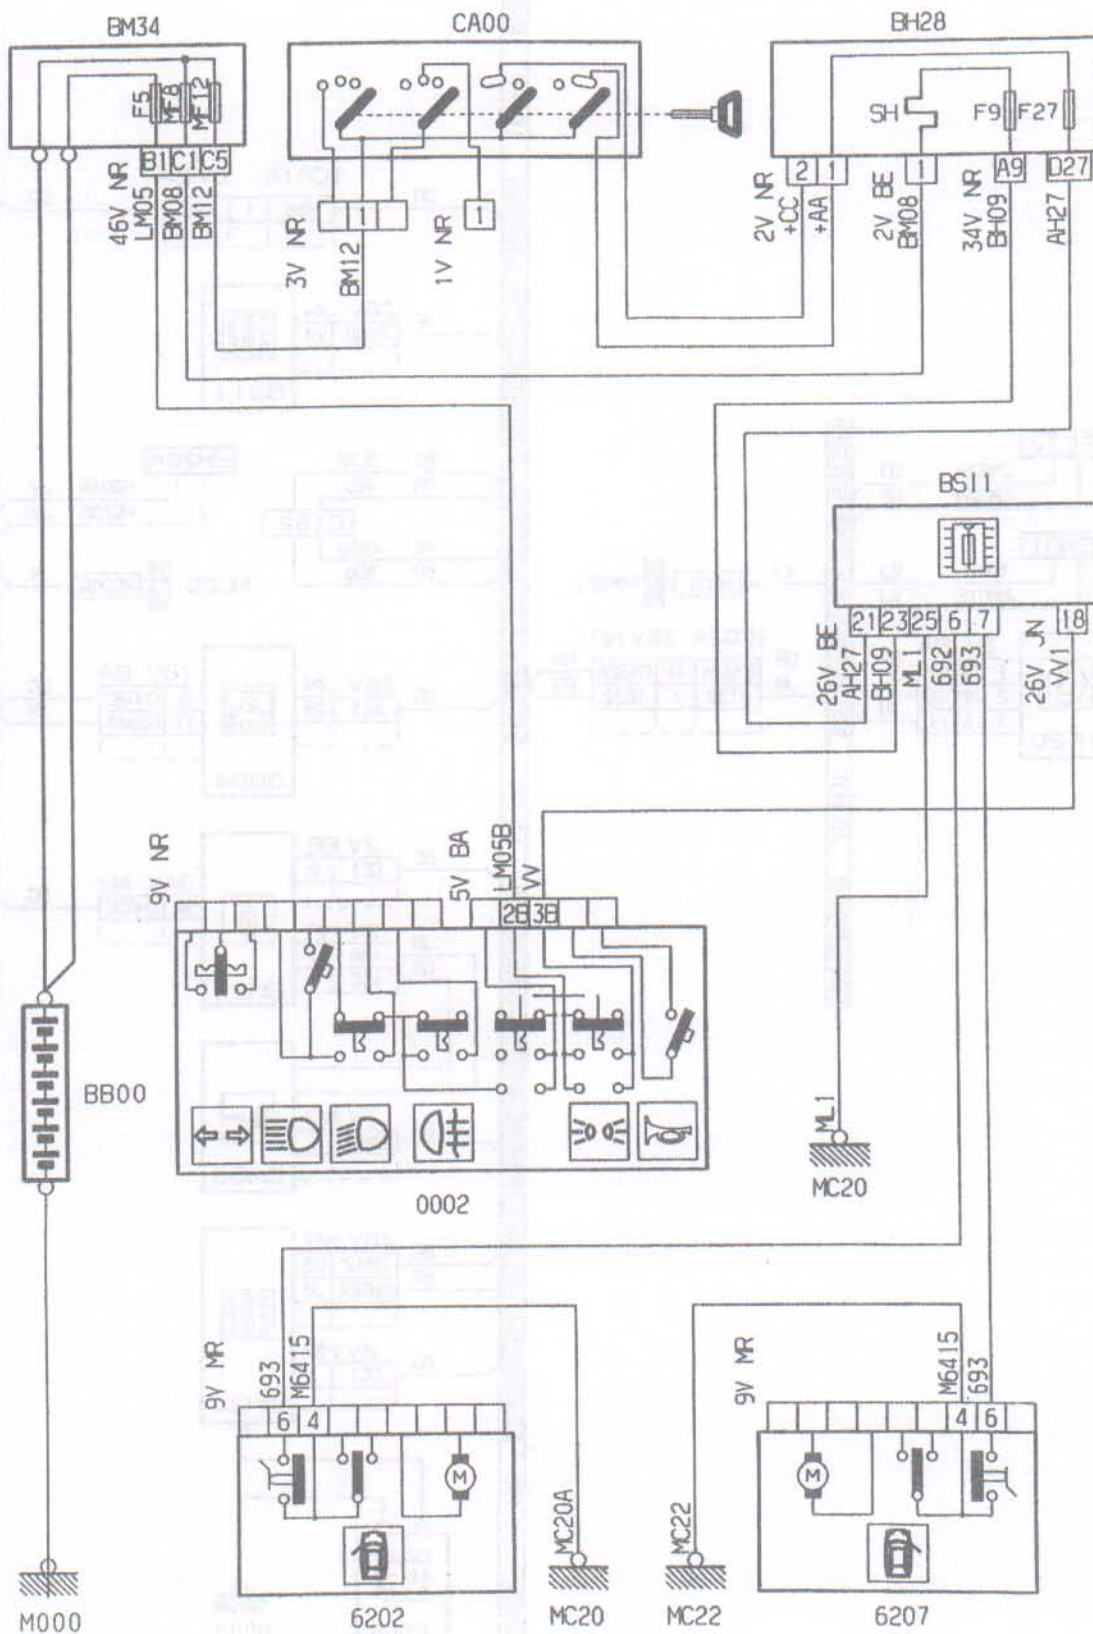 BM34
CA00
BH28
F5
MF8
MF12
SH
F9
F27
B1
C1
C5
2
1
1
A9
D27
46V NR
LM05
BM08
BM12
3V NR
1
BM12
1V NR
1
2V NR
+CC
+AA
2V BE
BM08
34V NR
BH09
AH27
BSI1
21
23
25
6
7
18
26V BE
AH27
BH09
ML1
692
693
26V JN
VV1
9V NR
5V BA
LM05B
VV
2B
3B
BB00
0002
ML1
MC20
9V MR
693
M6415
6
4
M
MC20A
MC22
9V MR
M6415
693
4
6
M
M000
6202
MC20
MC22
6207